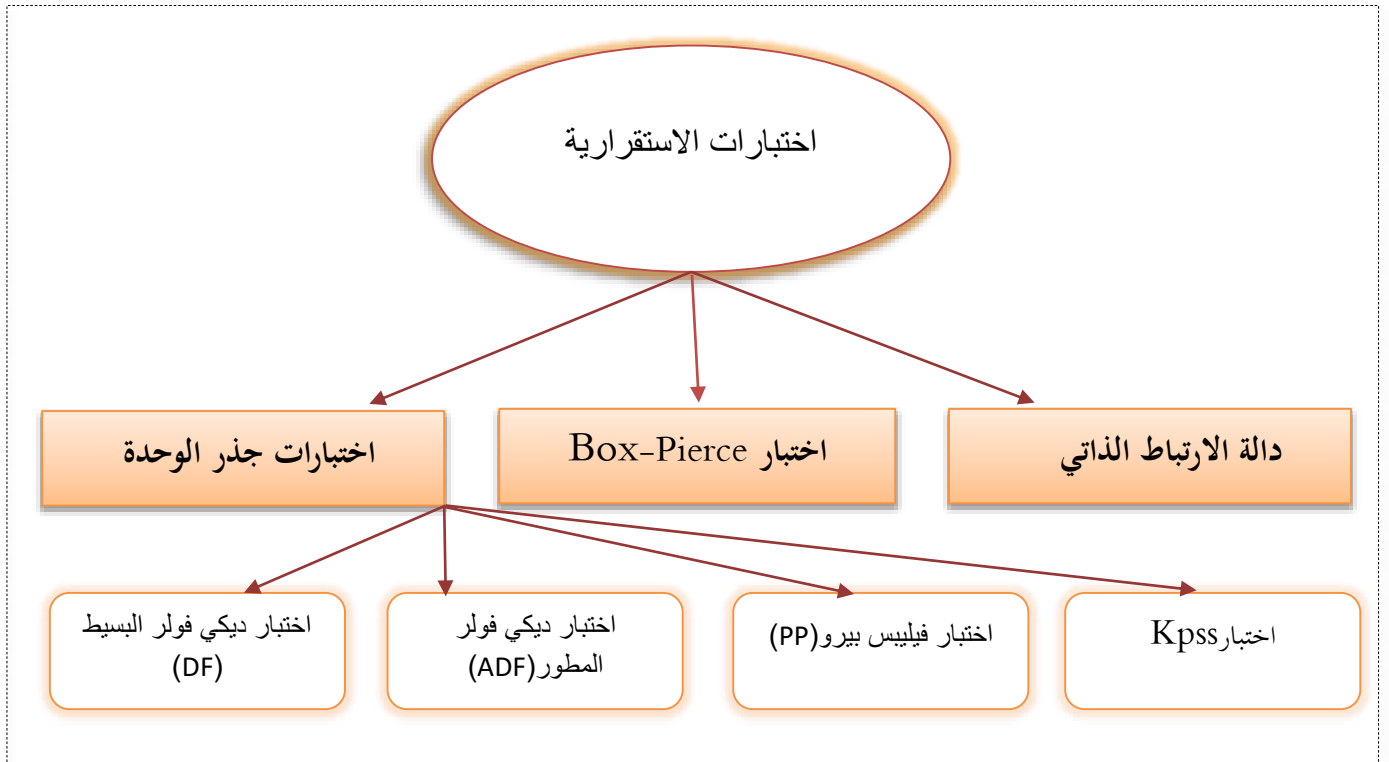 اختبارات الاستقرارية
دالة الارتباط الذاتي
اختبار Box-Pierce
اختبارات جذر الوحدة
اختبارKpss
اختبار فيليبس بيرو(PP)
اختبار ديكي فولر
المطور(ADF)
اختبار ديكي فولر البسيط
(DF)